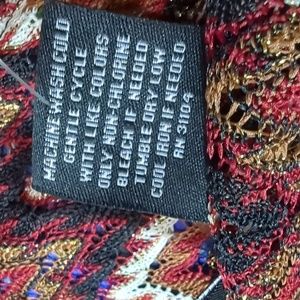 MACHINE WASH COLD
GENTLE CYCLE
WITH LIKE COLORS
ONLY NON-CHLORINE
BLEACH IF NEEDED
TUMBLE DRY LOW
COOL IRON IF NEEDED
RN 31104